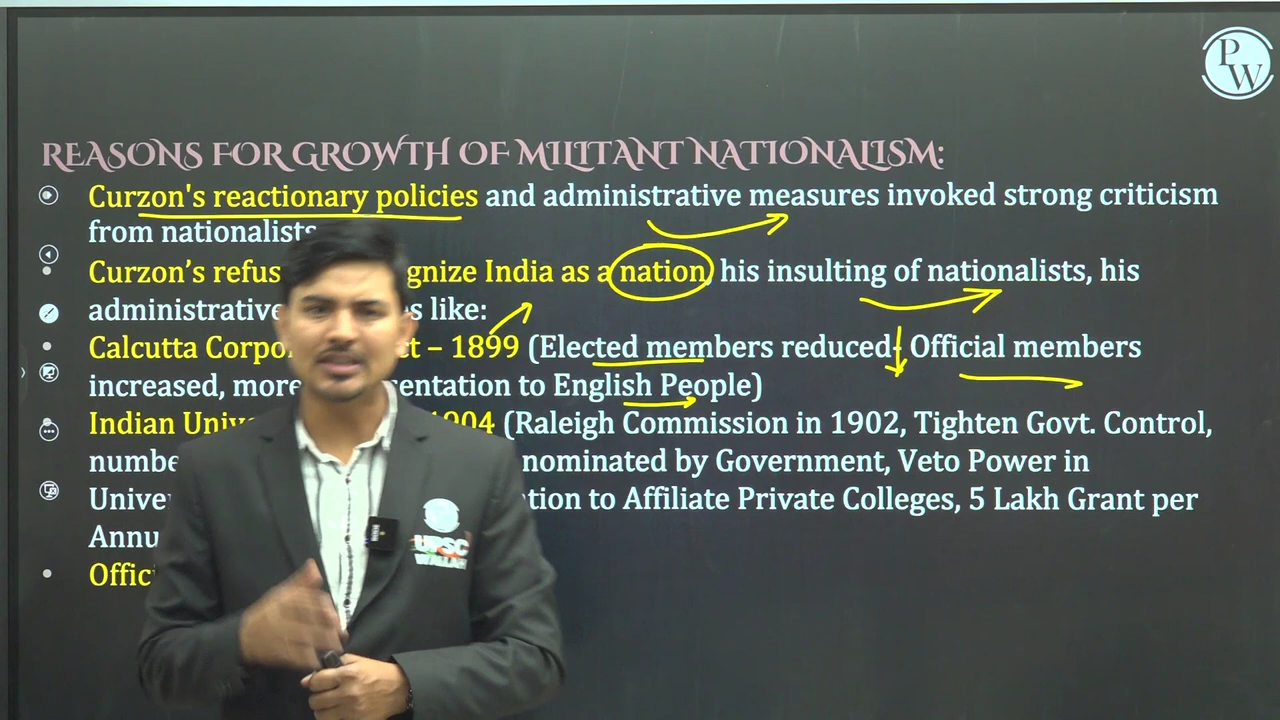 PW
REASONS FOR GROWTH OF MILITANT NATIONALISM:
Curzon's reactionary policies and administrative measures invoked strong criticism
from nationalists
Curzon’s refus gnize India as a nation, his insulting of nationalists, his
administrative s like:
Calcutta Corpo ct – 1899 (Elected members reduced- Official members
increased, more sentation to English People)
Indian Unive 1904 (Raleigh Commission in 1902, Tighten Govt. Control,
numbe nominated by Government, Veto Power in
Univer tion to Affiliate Private Colleges, 5 Lakh Grant per
Annu
Offic
UPSC
WALLAH